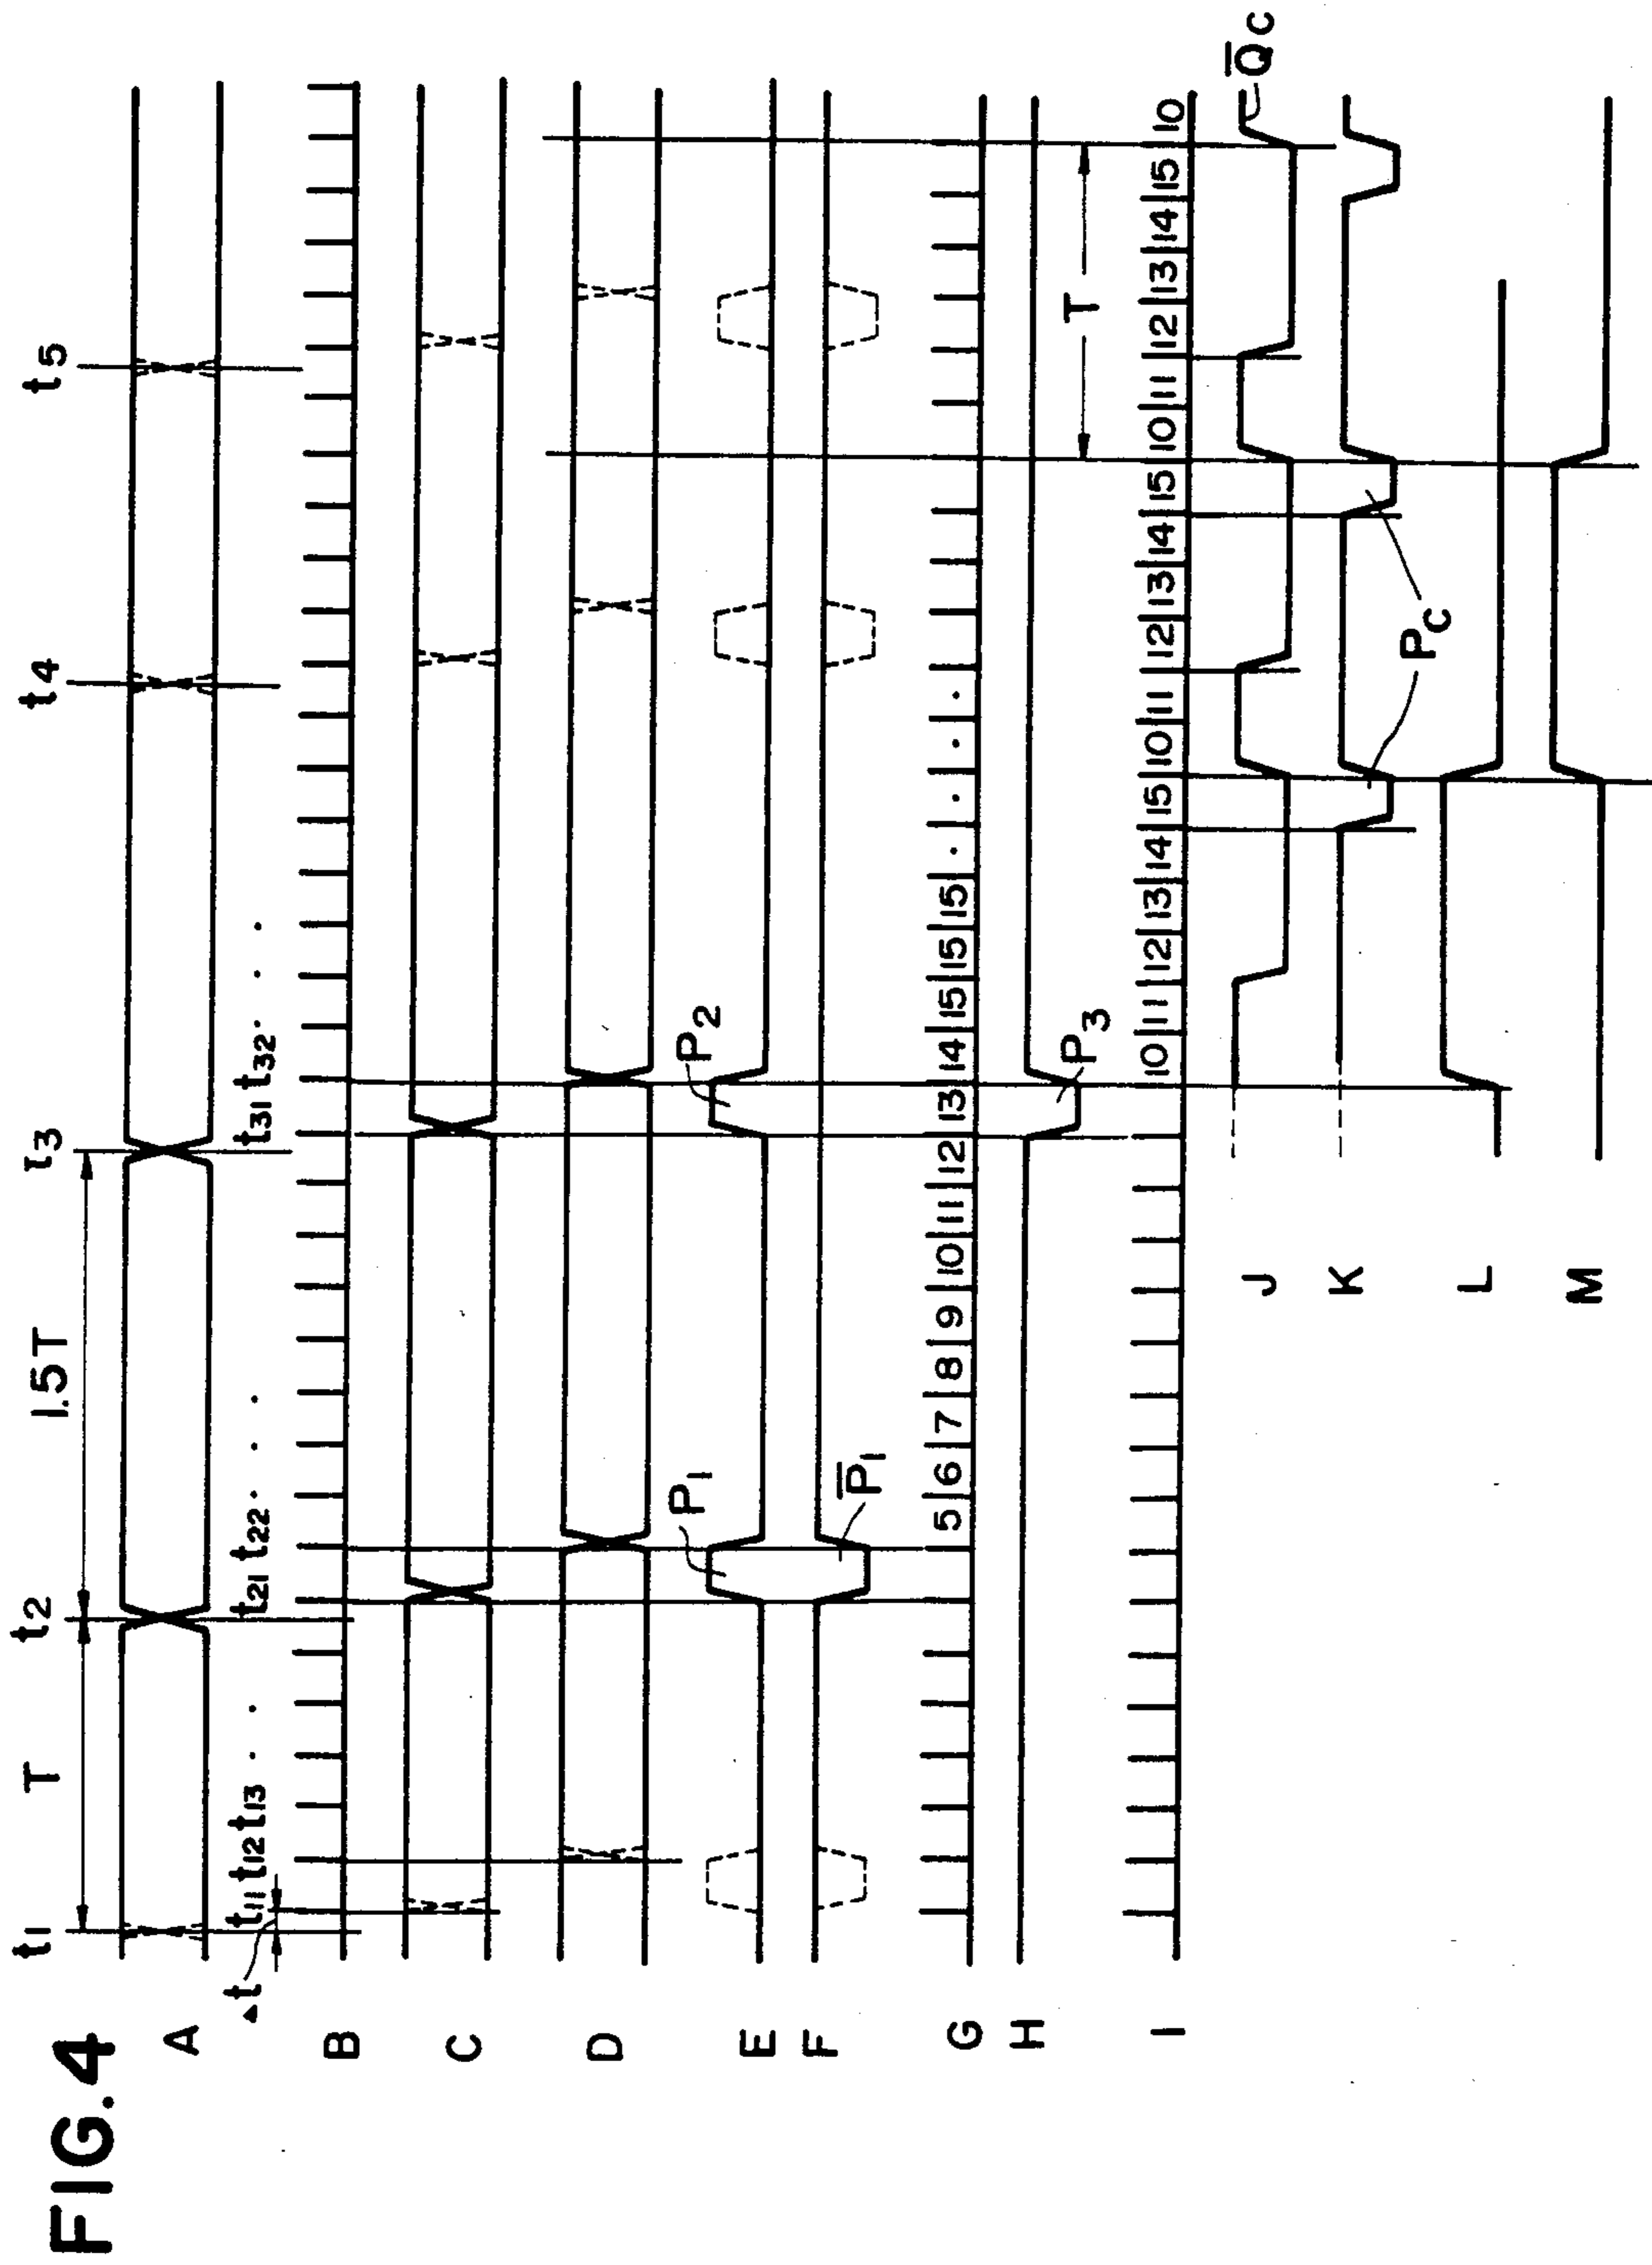 FIG.4
t1 T t2 1.5T t3 t4 t5
A
Δt t11 t12 t13 · · t21 t22 · · · t31 t32 · · ·
B
C
D
E P1 P2
F P̅1
G 5 6 7 8 9 10 11 12 13 14 15 15 15 · · · ·
H P3 T
I 10 11 12 13 14 15 10 11 12 13 14 15 10 11 12 13 14 15 10
J Q̅C
K PC
L
M